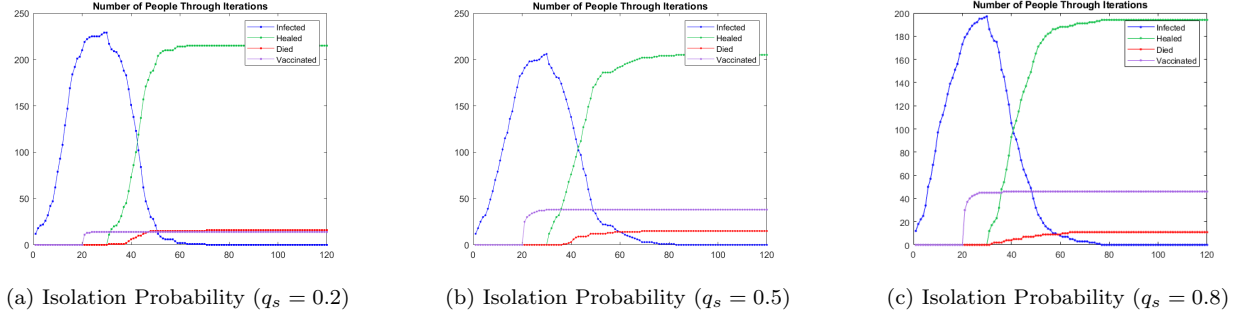 Number of People Through Iterations
250
200
150
100
50
0
0 20 40 60 80 100 120
Infected
Healed
Died
Vaccinated
(a) Isolation Probability (q_s = 0.2)
Number of People Through Iterations
250
200
150
100
50
0
0 20 40 60 80 100 120
Infected
Healed
Died
Vaccinated
(b) Isolation Probability (q_s = 0.5)
Number of People Through Iterations
200
180
160
140
120
100
80
60
40
20
0
0 20 40 60 80 100 120
Infected
Healed
Died
Vaccinated
(c) Isolation Probability (q_s = 0.8)